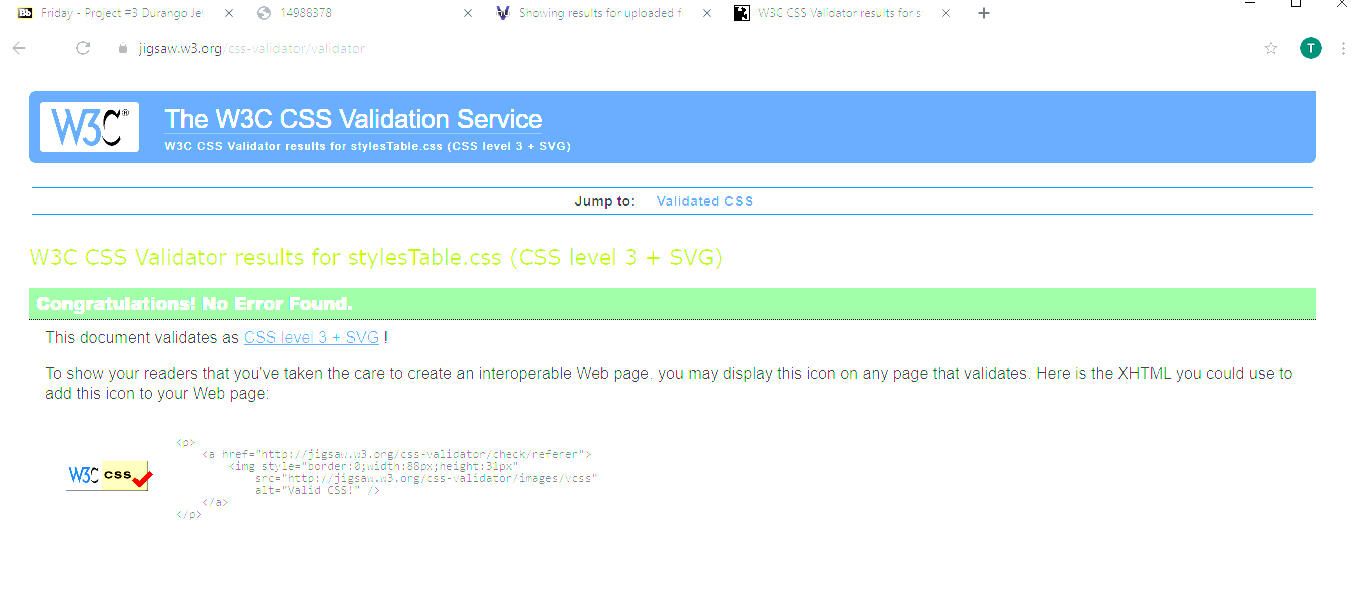 Friday - Project #3 Durango Je
14988378
Showing results for uploaded f
W3C CSS Validator results for s
jigsaw.w3.org/css-validator/validator
T
W3C®
The W3C CSS Validation Service
W3C CSS Validator results for stylesTable.css (CSS level 3 + SVG)
Jump to: Validated CSS
W3C CSS Validator results for stylesTable.css (CSS level 3 + SVG)
Congratulations! No Error Found.
This document validates as CSS level 3 + SVG !
To show your readers that you've taken the care to create an interoperable Web page, you may display this icon on any page that validates. Here is the XHTML you could use to
add this icon to your Web page:
W3C css
<p>
<a href="http://jigsaw.w3.org/css-validator/check/referer">
<img style="border:0;width:88px;height:31px"
src="http://jigsaw.w3.org/css-validator/images/vcss"
alt="Valid CSS!" />
</a>
</p>